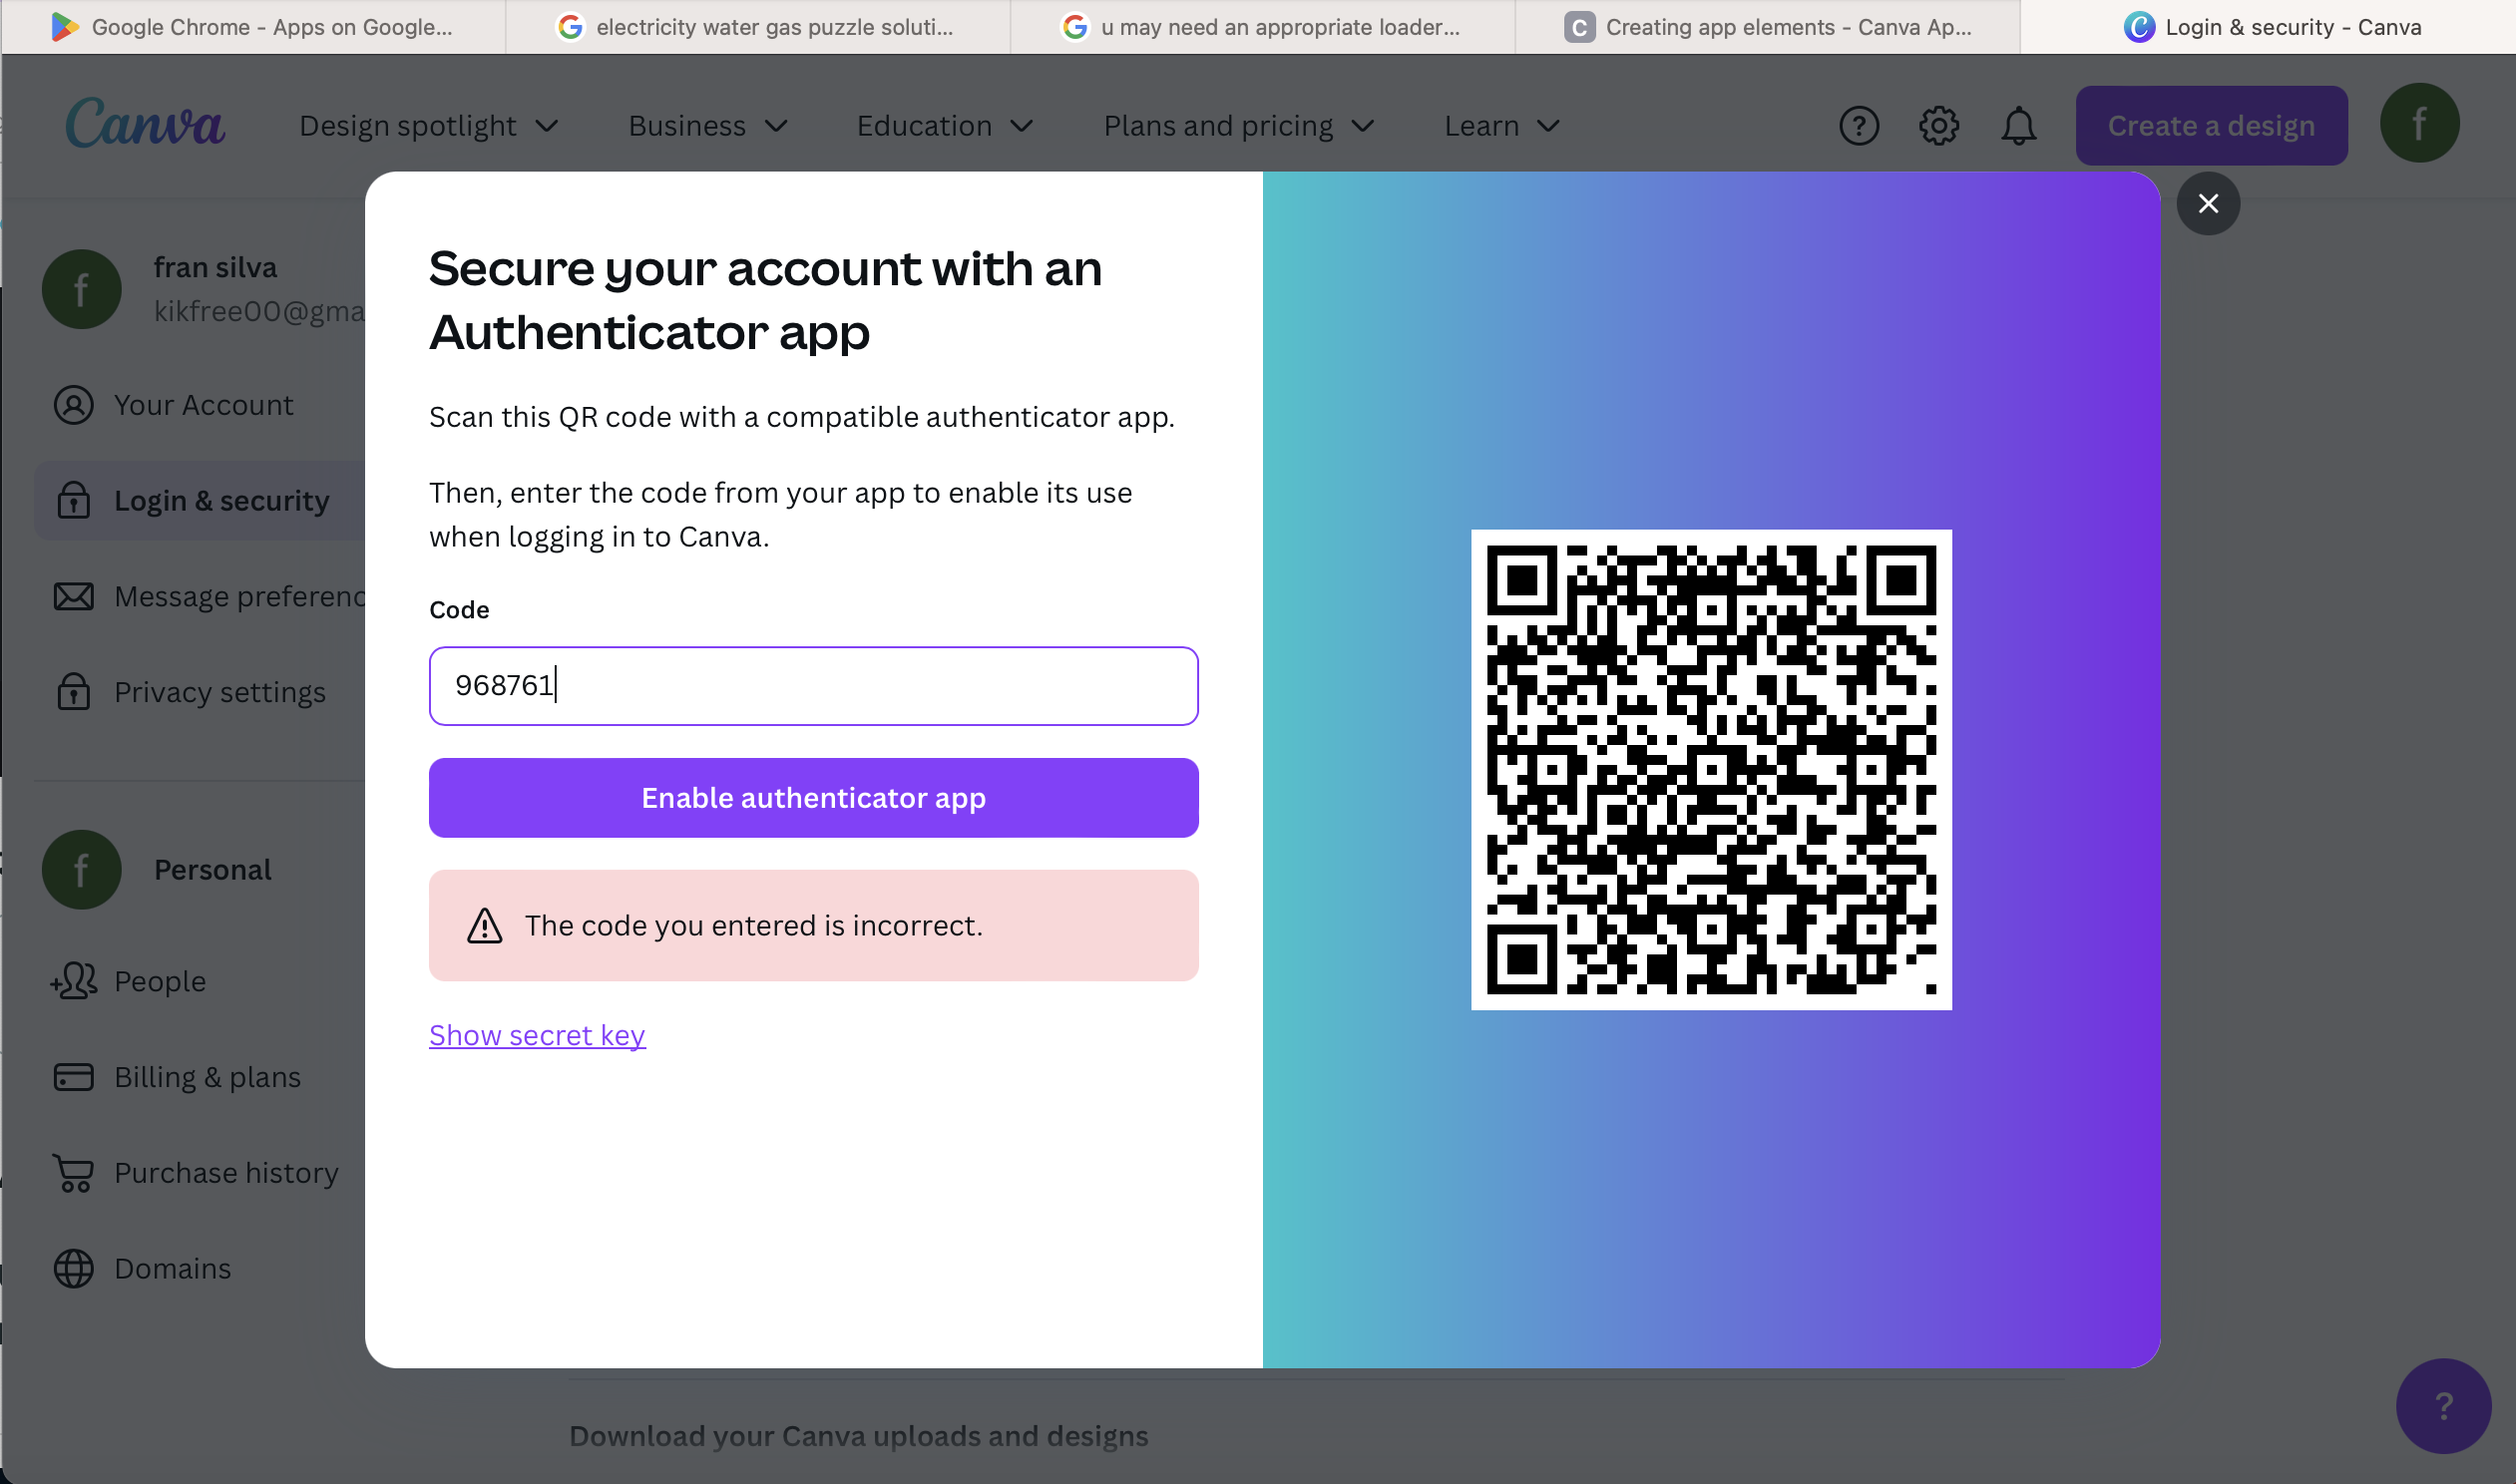 Google Chrome - Apps on Google...
electricity water gas puzzle soluti...
u may need an appropriate loader...
C Creating app elements - Canva Ap...
Login & security - Canva
Canva
Design spotlight
Business
Education
Plans and pricing
Learn
Create a design
f
f
fran silva
kikfree00@gma
Your Account
Login & security
Message preferenc
Privacy settings
f
Personal
People
Billing & plans
Purchase history
Domains
Secure your account with an
Authenticator app
Scan this QR code with a compatible authenticator app.
Then, enter the code from your app to enable its use
when logging in to Canva.
Code
968761
Enable authenticator app
The code you entered is incorrect.
Show secret key
Download your Canva uploads and designs
?